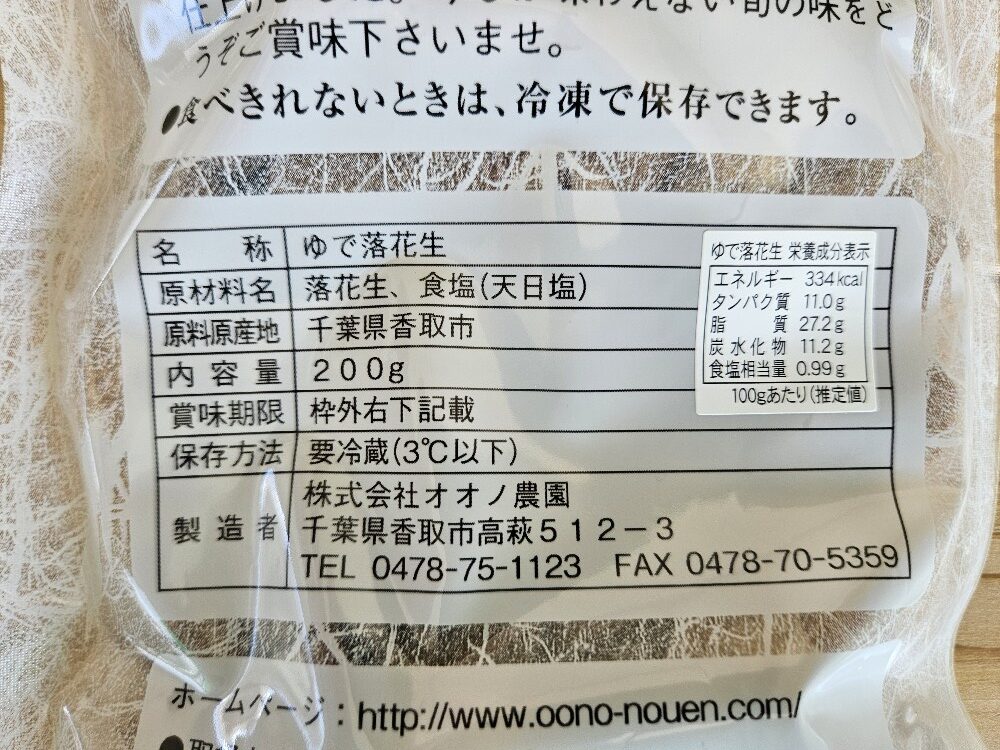 うぞご賞味下さいませ。
●食べきれないときは、冷凍で保存できます。
名称 ゆで落花生
原材料名 落花生、食塩(天日塩)
原料原産地 千葉県香取市
内容量 200g
賞味期限 枠外右下記載
保存方法 要冷蔵(3℃以下)
製造者 株式会社オオノ農園
千葉県香取市高萩512-3
TEL 0478-75-1123 FAX 0478-70-5359
ゆで落花生 栄養成分表示
エネルギー 334kcal
タンパク質 11.0g
脂質 27.2g
炭水化物 11.2g
食塩相当量 0.99g
100gあたり(推定値)
ホームページ：http://www.oono-nouen.com/